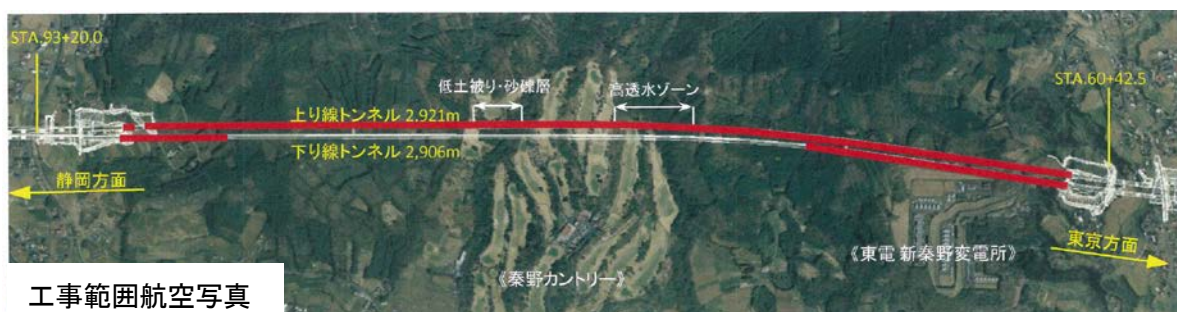 STA.93+20.0
低土被り・砂礫層
高透水ゾーン
STA.60+42.5
上り線トンネル 2,921m
下り線トンネル 2,906m
静岡方面
《東電 新秦野変電所》
東京方面
《秦野カントリー》
工事範囲航空写真